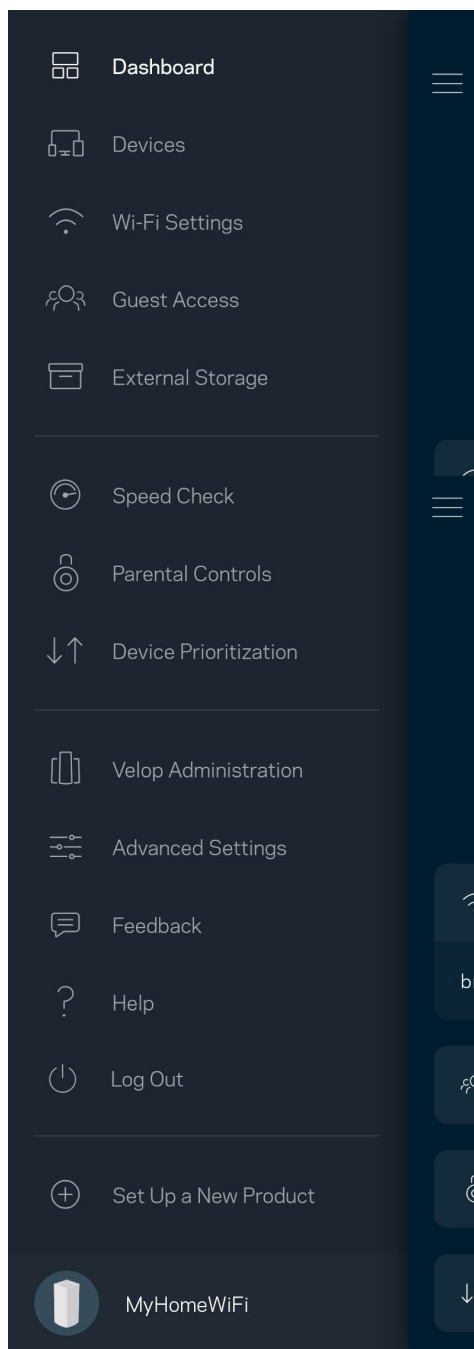 Dashboard
Devices
Wi-Fi Settings
Guest Access
External Storage
Speed Check
Parental Controls
Device Prioritization
Velop Administration
Advanced Settings
Feedback
Help
Log Out
Set Up a New Product
MyHomeWiFi